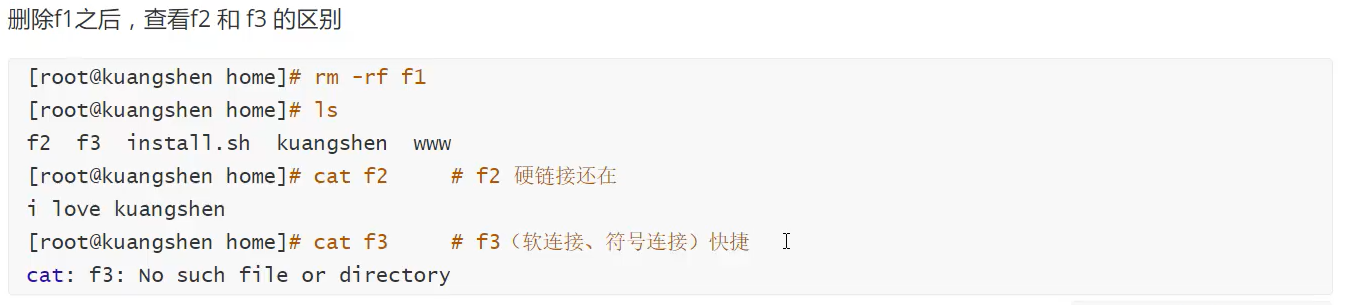 删除f1之后，查看f2 和 f3 的区别
[root@kuangshen home]# rm -rf f1
[root@kuangshen home]# ls
f2  f3  install.sh  kuangshen  www
[root@kuangshen home]# cat f2     # f2 硬链接还在
i love kuangshen
[root@kuangshen home]# cat f3     # f3（软连接、符号连接）快捷
cat: f3: No such file or directory